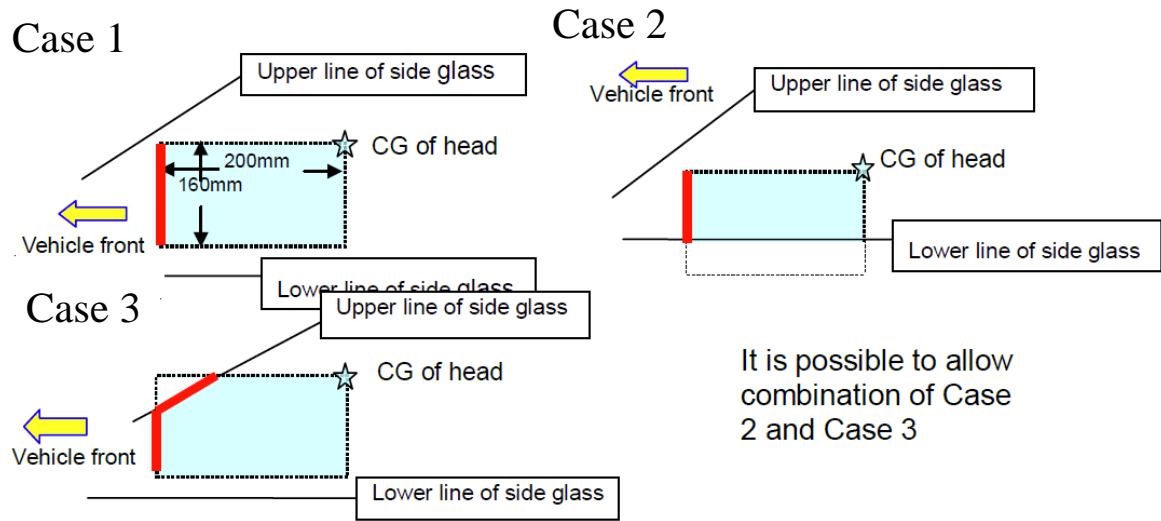 Case 1
Upper line of side glass
CG of head
200mm
160mm
Vehicle front
Lower line of side glass
Case 2
Vehicle front
Upper line of side glass
CG of head
Lower line of side glass
Case 3
Upper line of side glass
CG of head
Vehicle front
Lower line of side glass
It is possible to allow
combination of Case
2 and Case 3